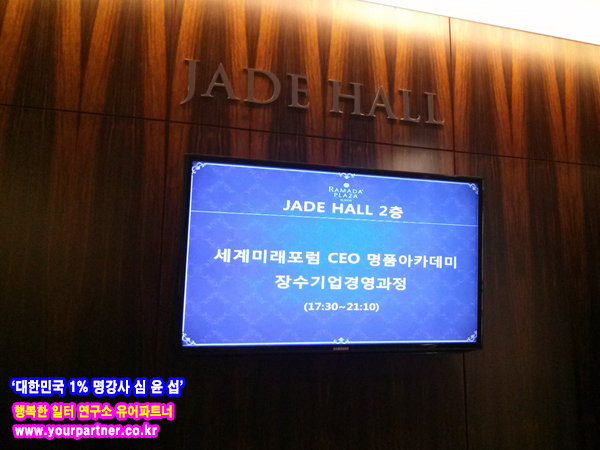 JADE HALL
RAMADA
PLAZA
JADE HALL 2층
세계미래포럼 CEO 명품아카데미
장수기업경영과정
(17:30~21:10)
SAMSUNG
‘대한민국 1% 명강사 심 윤 섭’
행복한 일터 연구소 유어파트너
www.yourpartner.co.kr